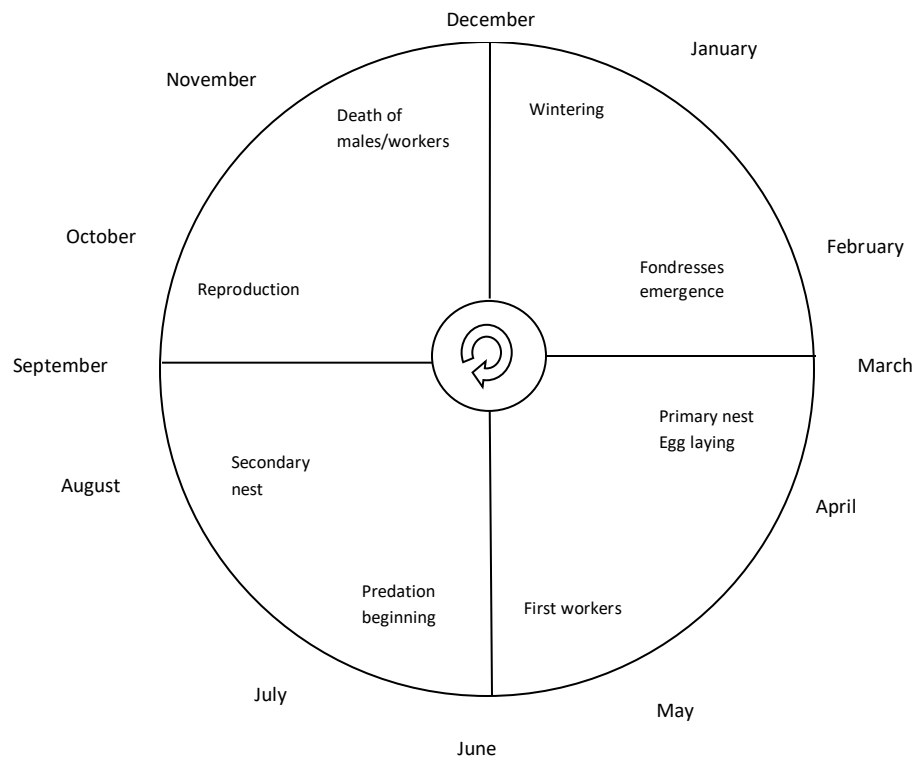 December
January
November
Wintering
Death of
males/workers
October
February
Fondresses
emergence
Reproduction
September
March
Primary nest
Egg laying
Secondary
nest
August
April
Predation
beginning
First workers
July
May
June